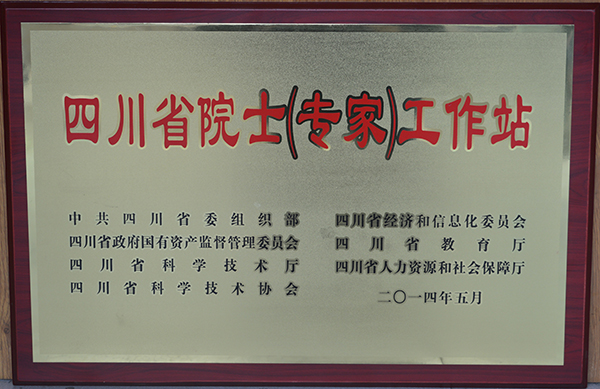 四川省院士(专家)工作站
中共四川省委组织部
四川省政府国有资产监督管理委员会
四川省科学技术厅
四川省科学技术协会
四川省经济和信息化委员会
四川省教育厅
四川省人力资源和社会保障厅
二〇一四年五月